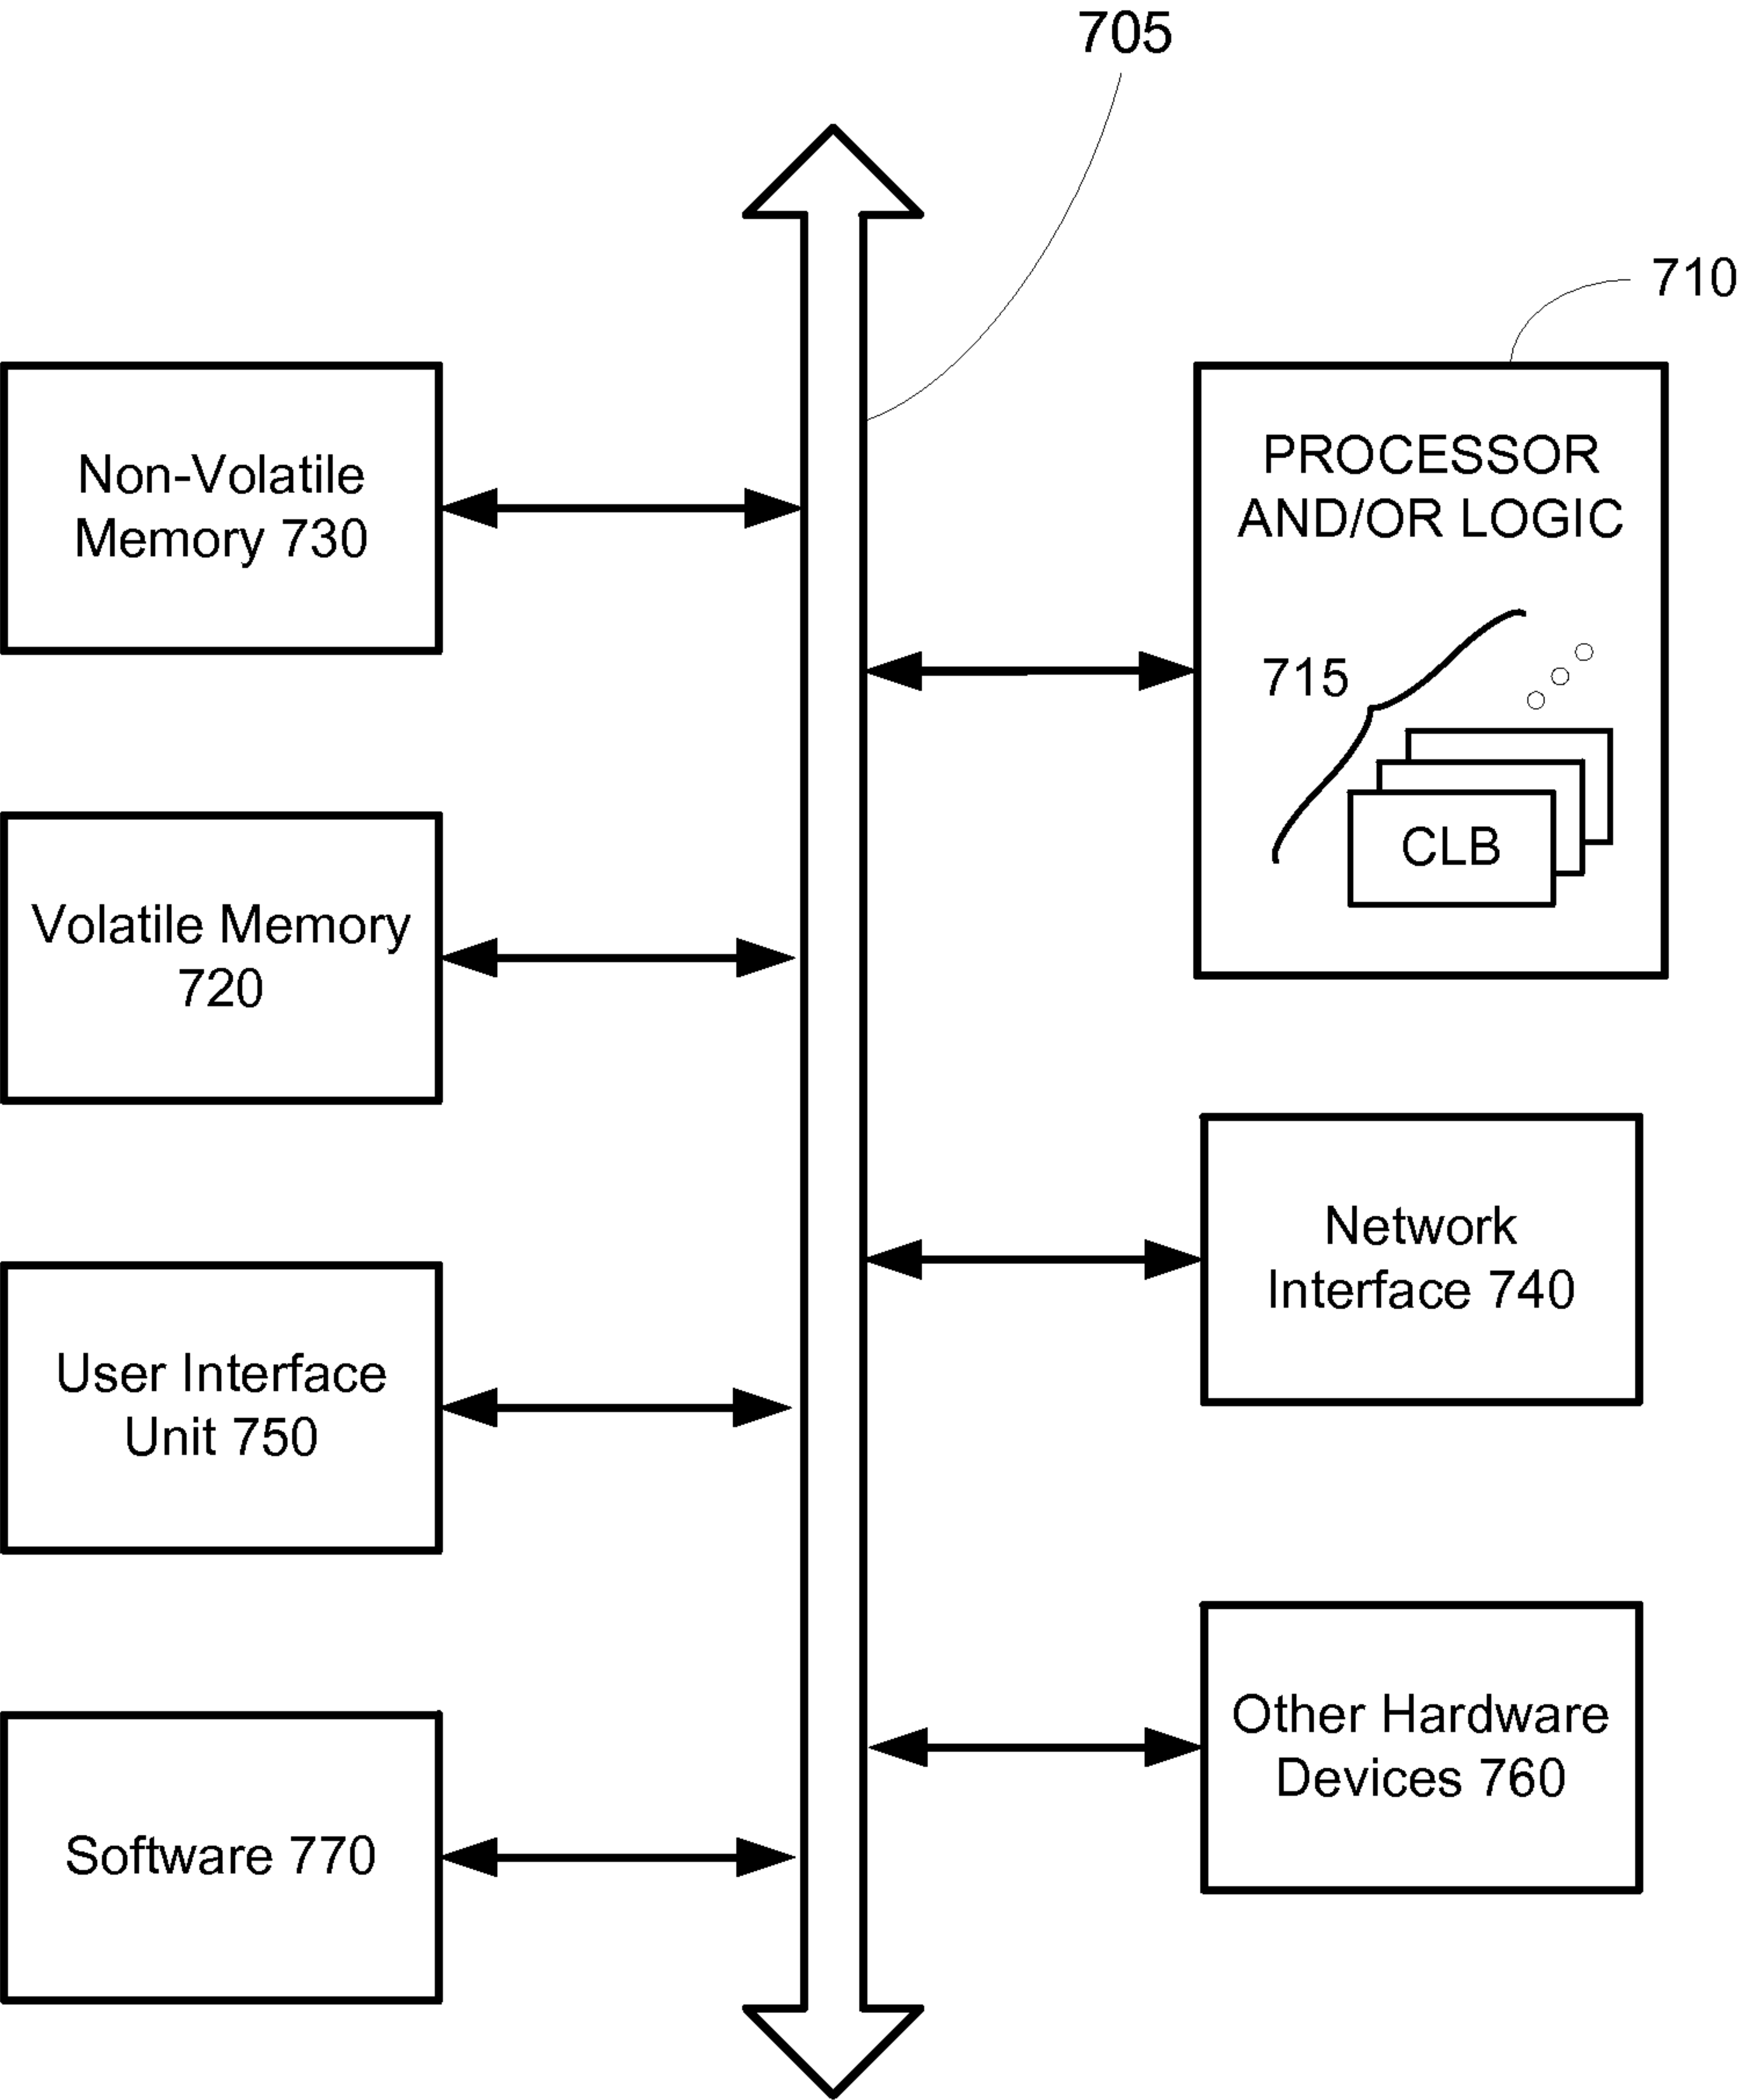 705
710
Non-Volatile
Memory 730
PROCESSOR
AND/OR LOGIC
715
CLB
Volatile Memory
720
Network
Interface 740
User Interface
Unit 750
Other Hardware
Devices 760
Software 770